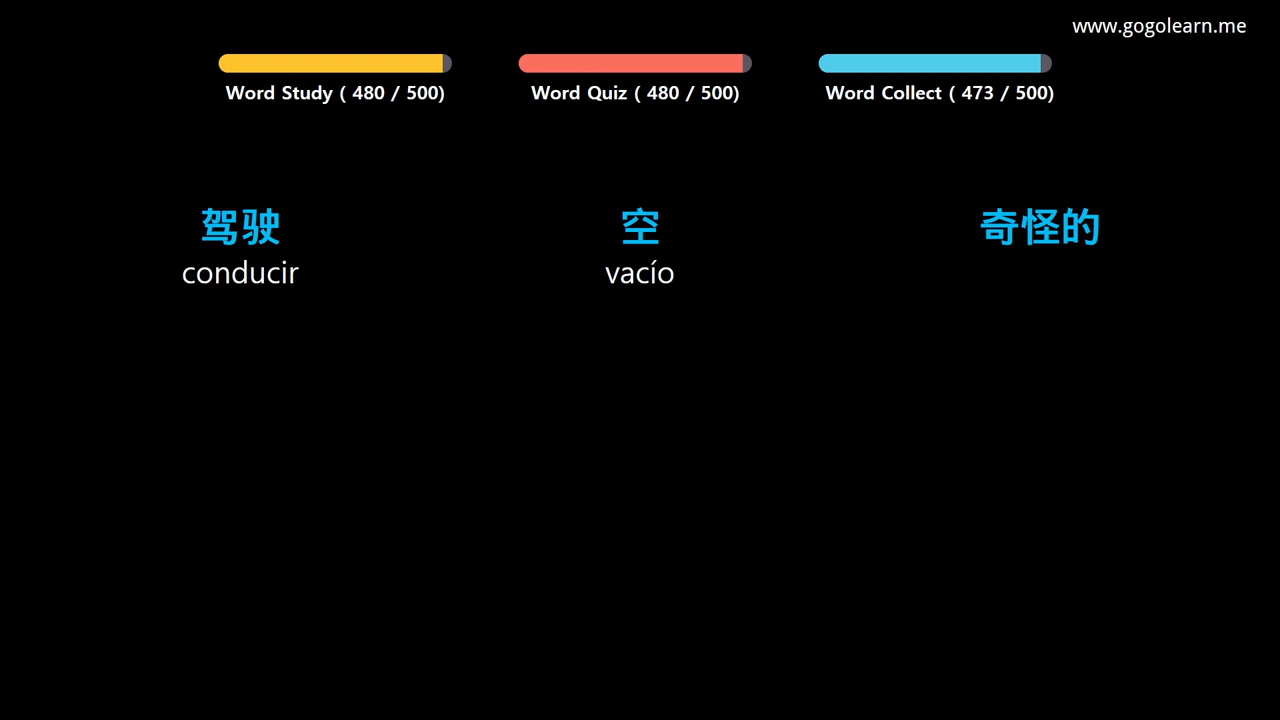 www.gogolearn.me
Word Study ( 480 / 500)
Word Quiz ( 480 / 500)
Word Collect ( 473 / 500)
驾驶
conducir
空
vacío
奇怪的